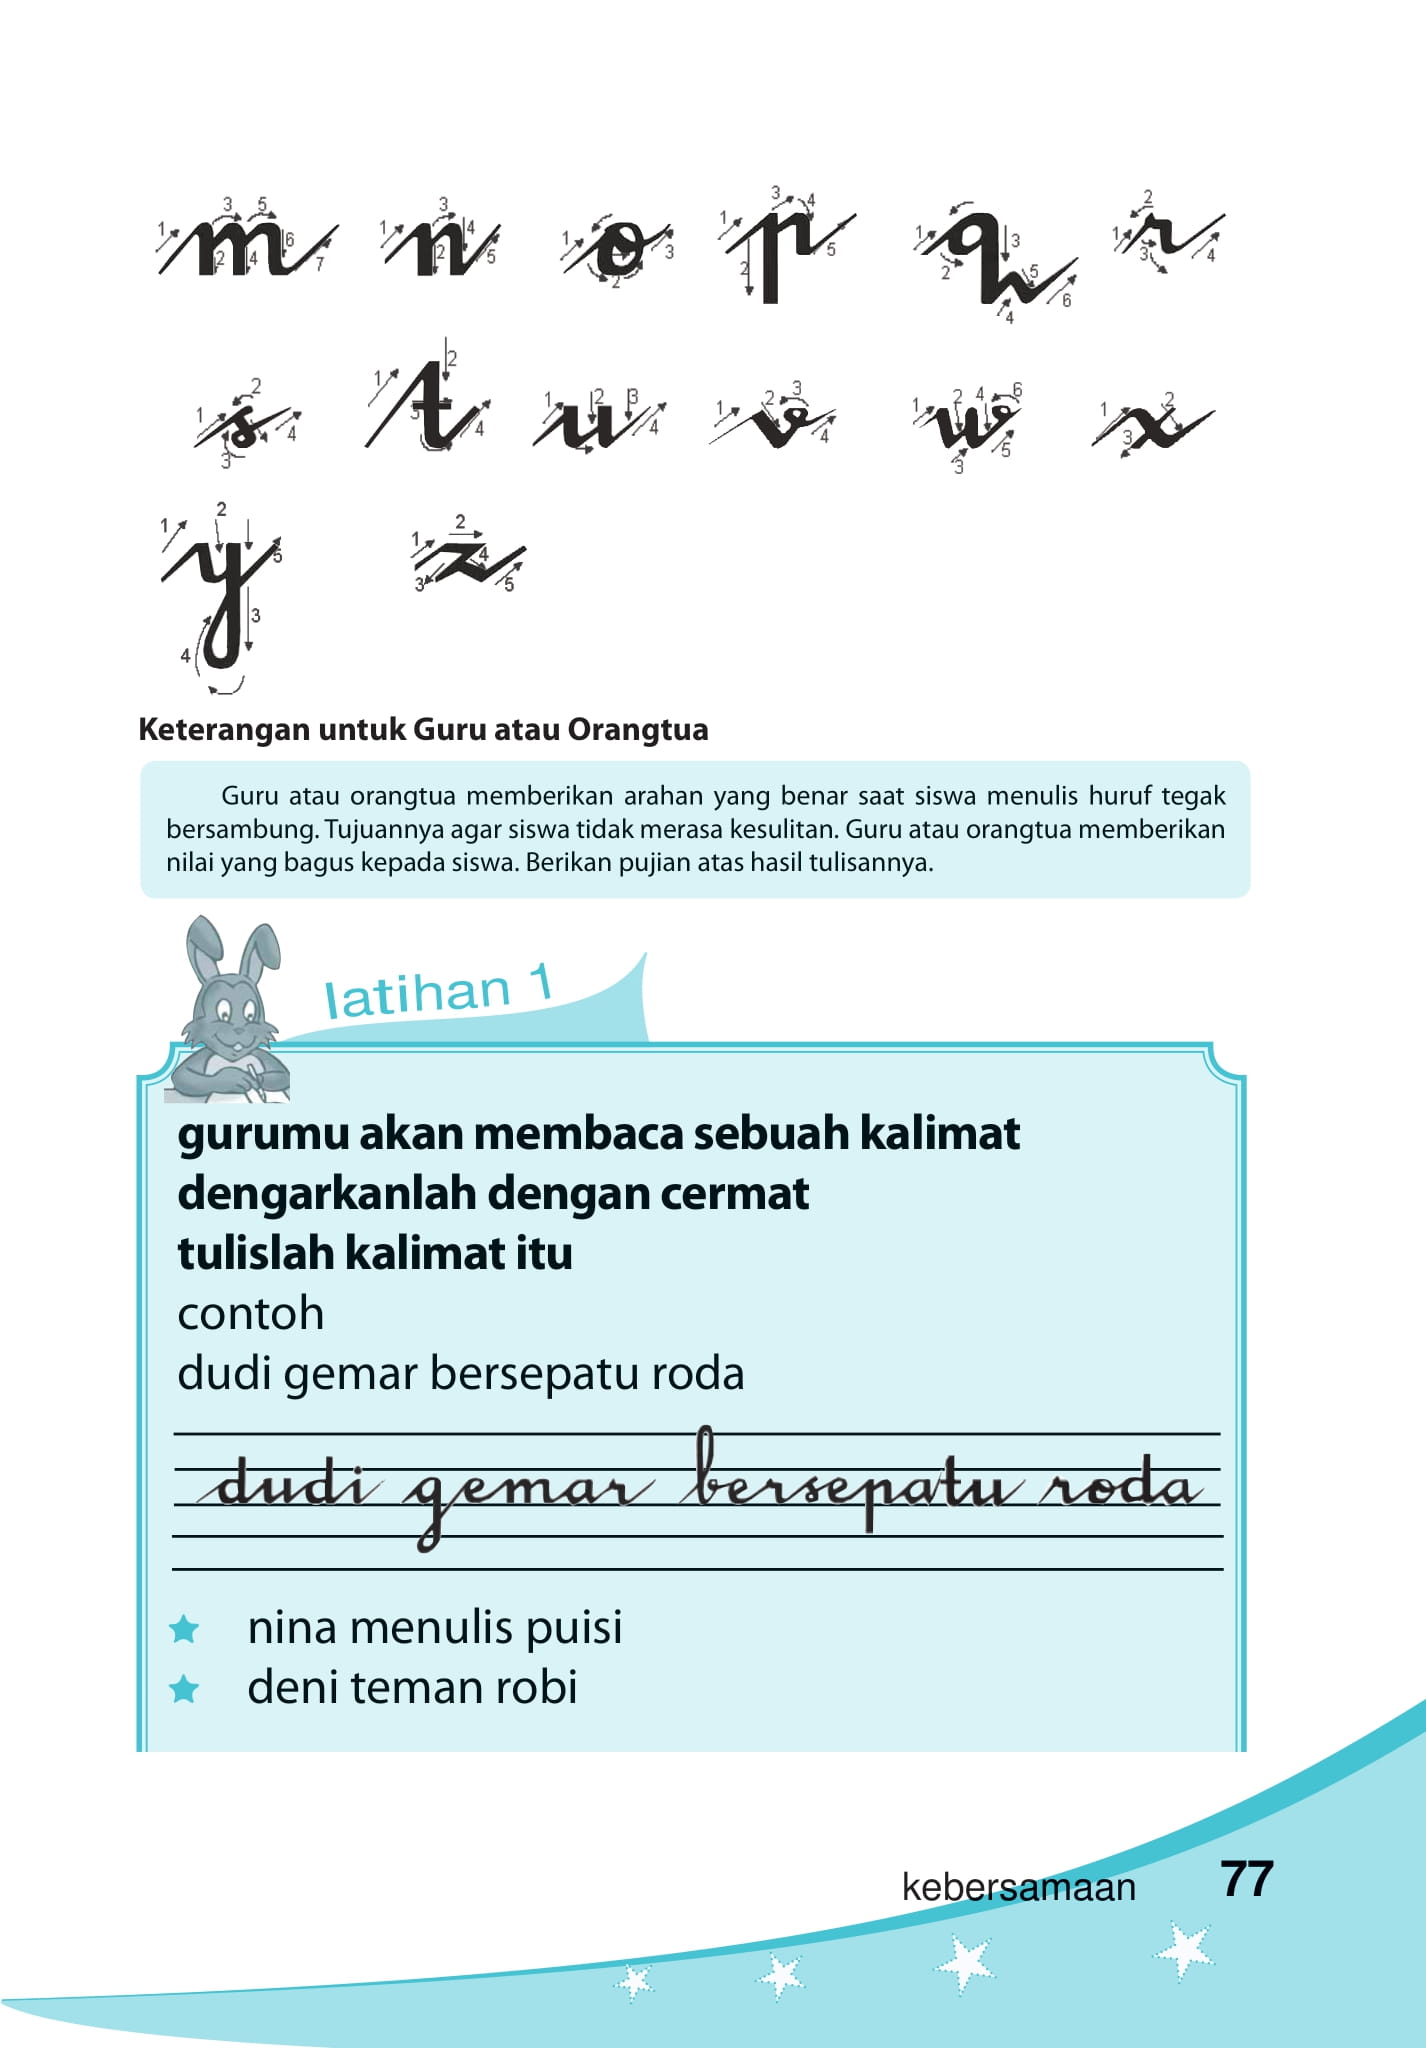 m n o p q r
s t u v w x
y z
Keterangan untuk Guru atau Orangtua
Guru atau orangtua memberikan arahan yang benar saat siswa menulis huruf tegak
bersambung. Tujuannya agar siswa tidak merasa kesulitan. Guru atau orangtua memberikan
nilai yang bagus kepada siswa. Berikan pujian atas hasil tulisannya.
latihan 1
gurumu akan membaca sebuah kalimat
dengarkanlah dengan cermat
tulislah kalimat itu
contoh
dudi gemar bersepatu roda
dudi gemar bersepatu roda
nina menulis puisi
deni teman robi
kebersamaan 77